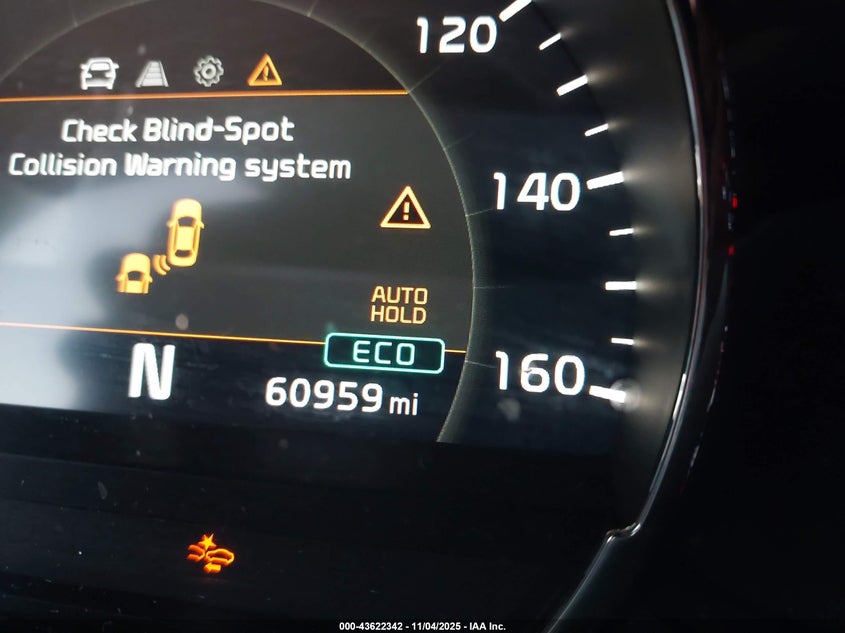 120
Check Blind-Spot
Collision Warning system
140
AUTO
HOLD
ECO
N
60959 mi
160
000-43622342 - 11/04/2025 - IAA Inc.